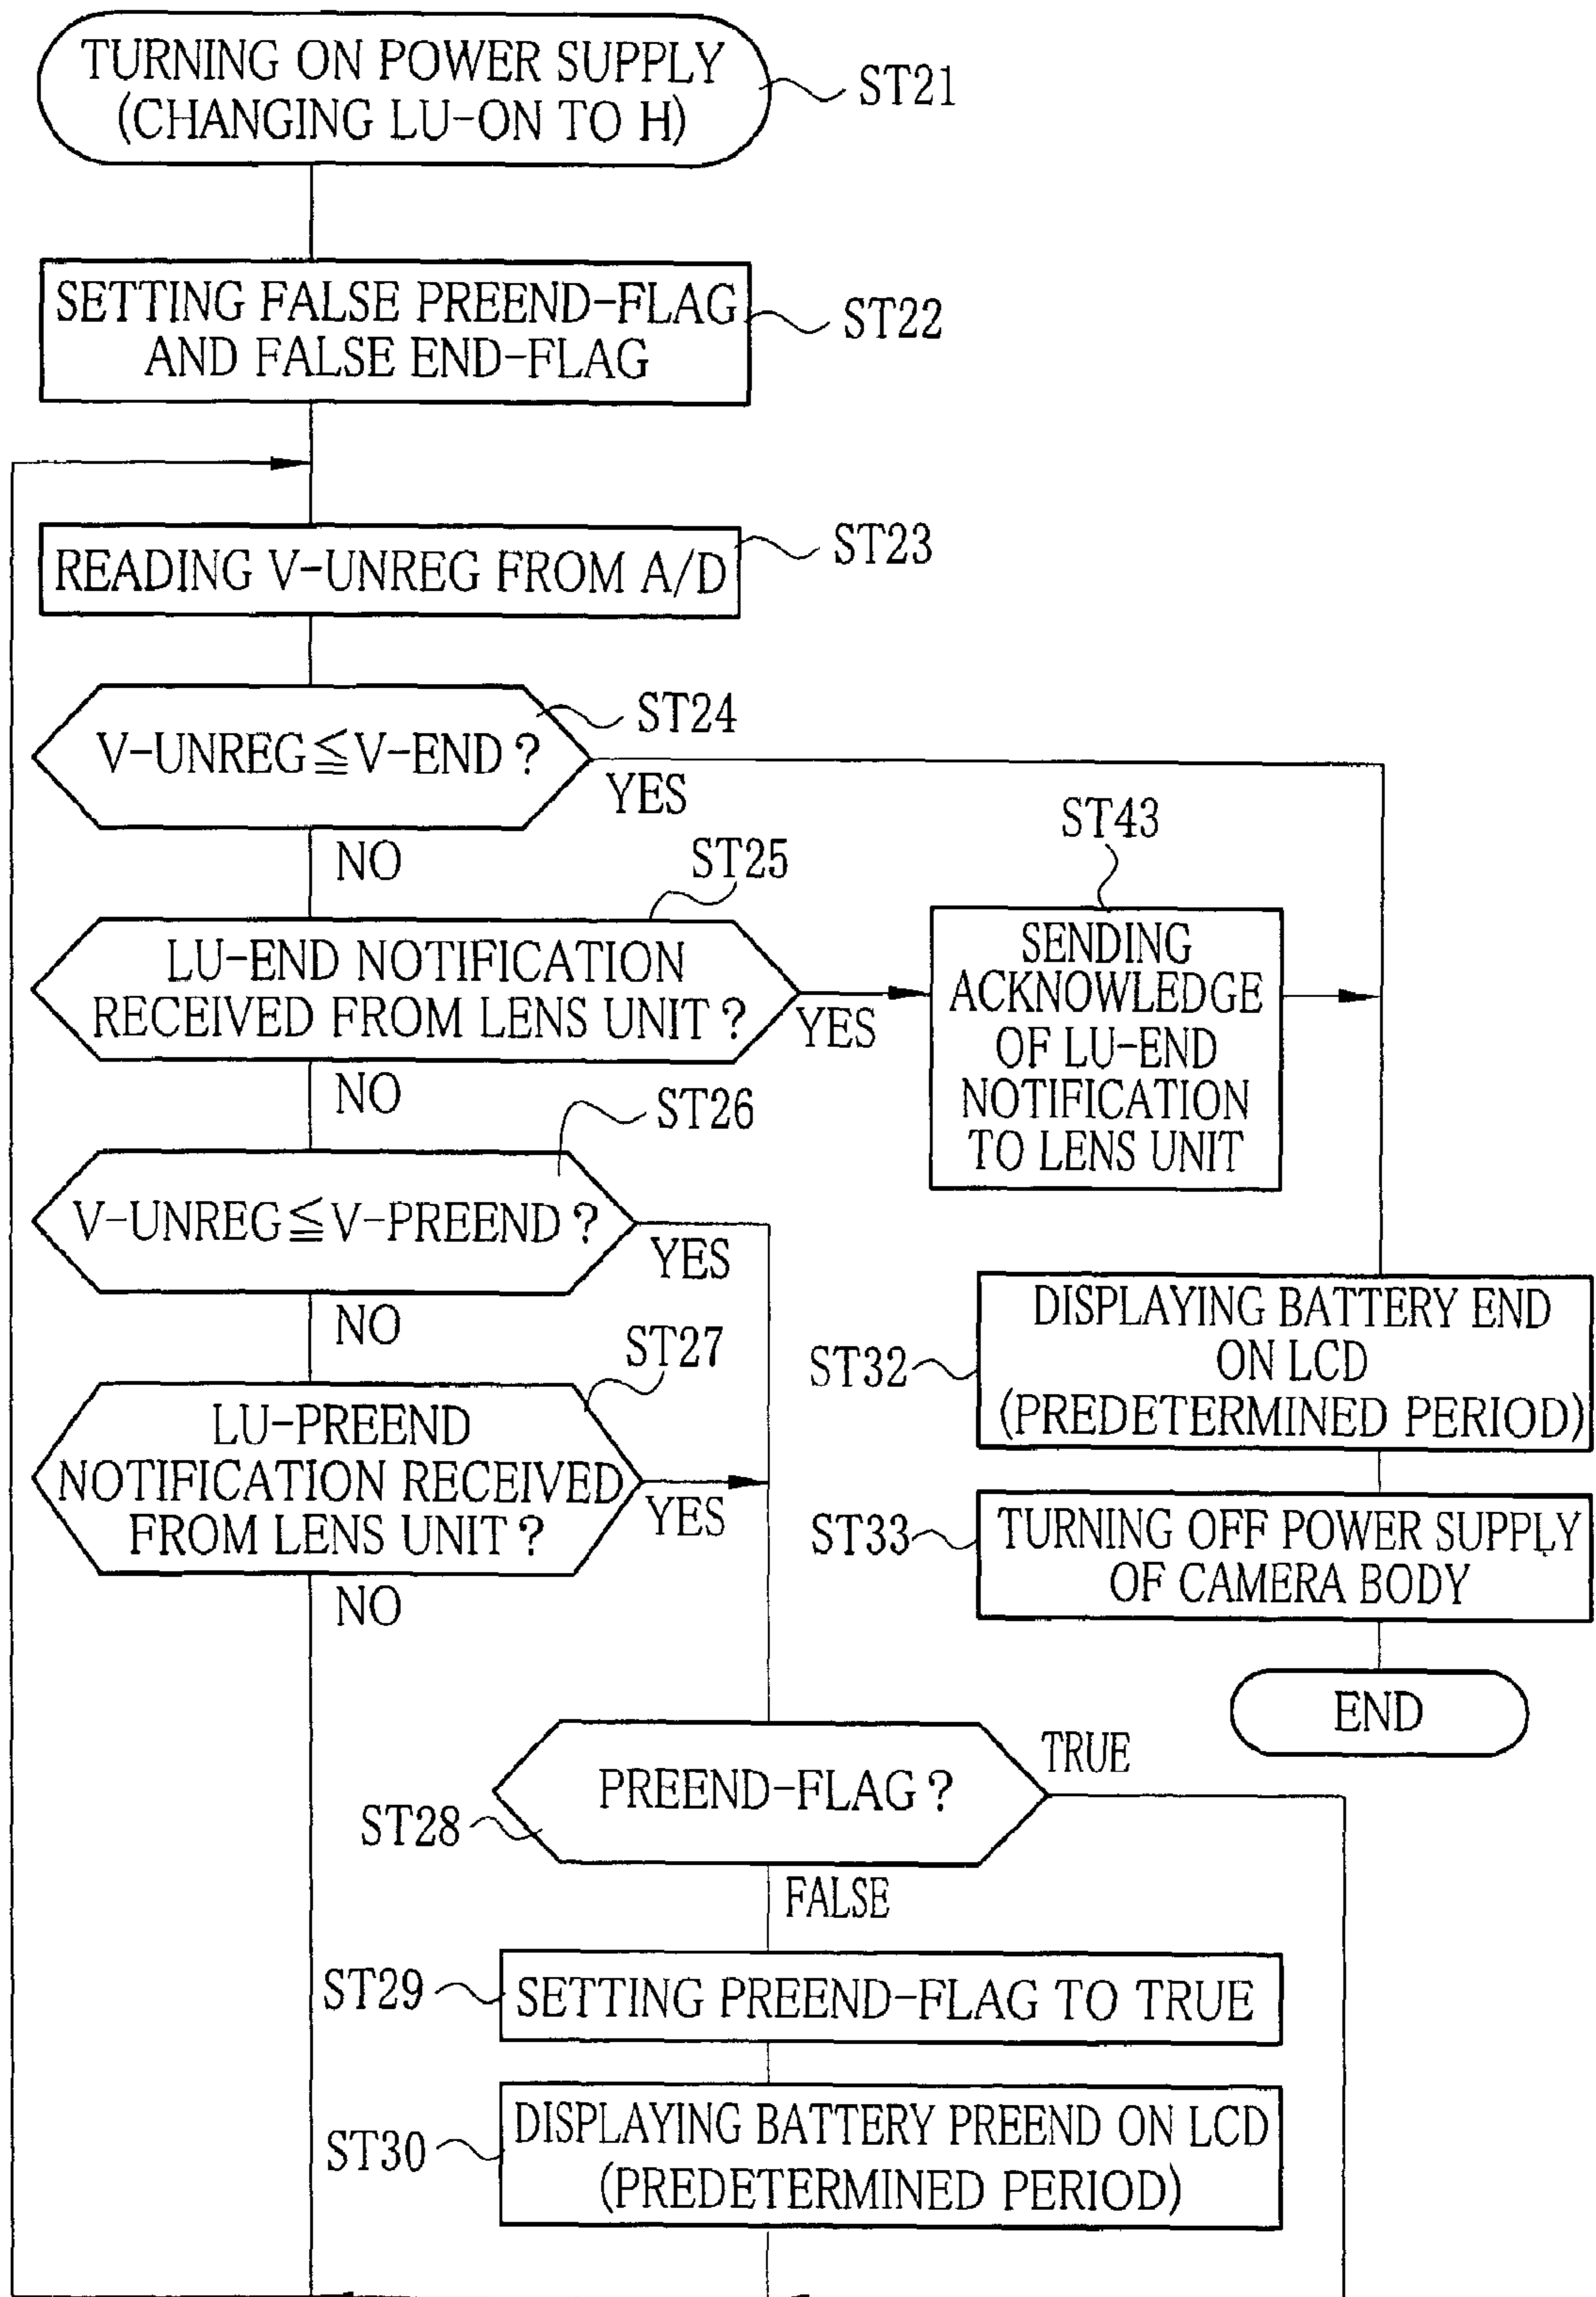 TURNING ON POWER SUPPLY
(CHANGING LU-ON TO H)
ST21
SETTING FALSE PREEND-FLAG
AND FALSE END-FLAG
ST22
READING V-UNREG FROM A/D
ST23
V-UNREG≦V-END?
ST24
YES
NO
LU-END NOTIFICATION
RECEIVED FROM LENS UNIT?
ST25
YES
NO
SENDING
ACKNOWLEDGE
OF LU-END
NOTIFICATION
TO LENS UNIT
ST43
V-UNREG≦V-PREEND?
ST26
YES
NO
LU-PREEND
NOTIFICATION RECEIVED
FROM LENS UNIT?
ST27
YES
NO
DISPLAYING BATTERY END
ON LCD
(PREDETERMINED PERIOD)
ST32
TURNING OFF POWER SUPPLY
OF CAMERA BODY
ST33
END
PREEND-FLAG?
ST28
TRUE
FALSE
ST29
SETTING PREEND-FLAG TO TRUE
ST30
DISPLAYING BATTERY PREEND ON LCD
(PREDETERMINED PERIOD)